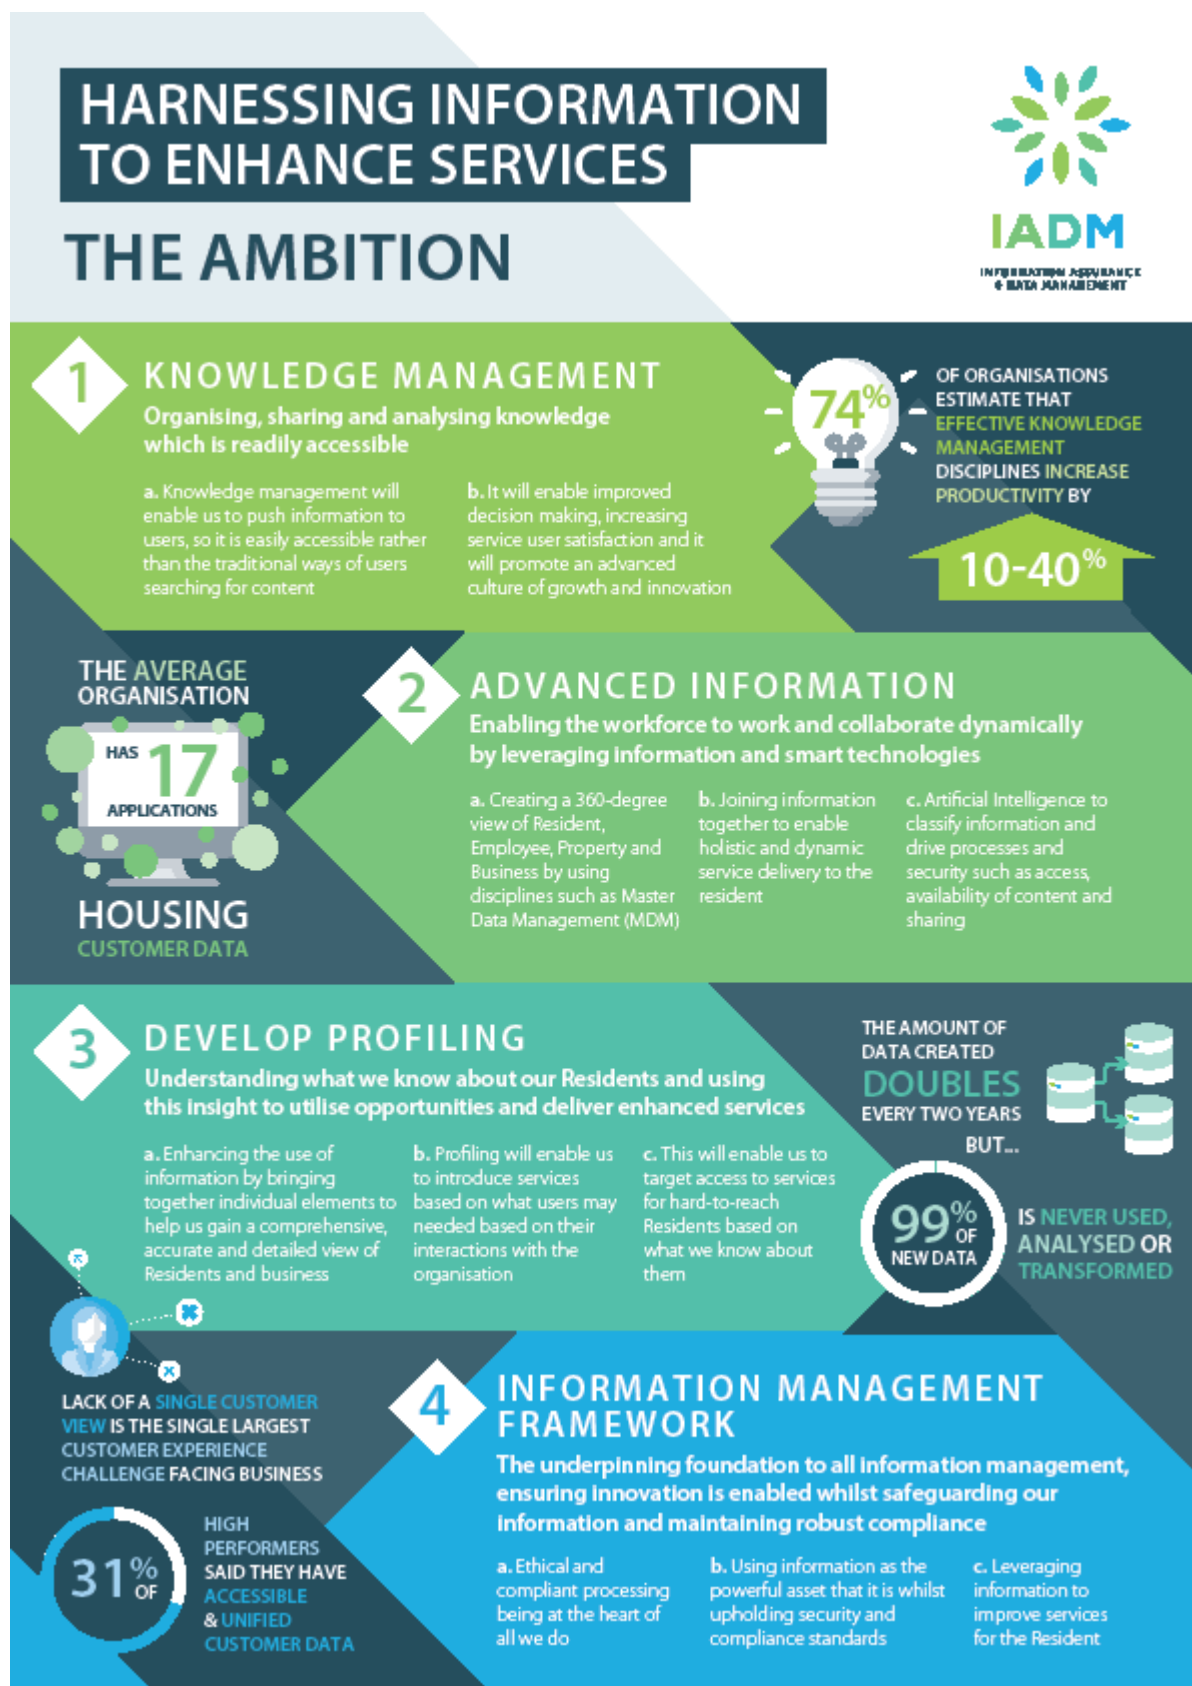 HARNESSING INFORMATION
TO ENHANCE SERVICES
THE AMBITION
IADM
INFORMATION ASSURANCE
& DATA MANAGEMENT
1
KNOWLEDGE MANAGEMENT
Organising, sharing and analysing knowledge
which is readily accessible
a. Knowledge management will
enable us to push information to
users, so it is easily accessible rather
than the traditional ways of users
searching for content
b. It will enable improved
decision making, increasing
service user satisfaction and it
will promote an advanced
culture of growth and innovation
74%
OF ORGANISATIONS
ESTIMATE THAT
EFFECTIVE KNOWLEDGE
MANAGEMENT
DISCIPLINES INCREASE
PRODUCTIVITY BY
10-40%
THE AVERAGE
ORGANISATION
HAS 17
APPLICATIONS
HOUSING
CUSTOMER DATA
2
ADVANCED INFORMATION
Enabling the workforce to work and collaborate dynamically
by leveraging information and smart technologies
a. Creating a 360-degree
view of Resident,
Employee, Property and
Business by using
disciplines such as Master
Data Management (MDM)
b. Joining information
together to enable
holistic and dynamic
service delivery to the
resident
c. Artificial Intelligence to
classify information and
drive processes and
security such as access,
availability of content and
sharing
3
DEVELOP PROFILING
Understanding what we know about our Residents and using
this insight to utilise opportunities and deliver enhanced services
a. Enhancing the use of
information by bringing
together individual elements to
help us gain a comprehensive,
accurate and detailed view of
Residents and business
b. Profiling will enable us
to introduce services
based on what users may
needed based on their
interactions with the
organisation
c. This will enable us to
target access to services
for hard-to-reach
Residents based on
what we know about
them
THE AMOUNT OF
DATA CREATED
DOUBLES
EVERY TWO YEARS
BUT...
99% OF
NEW DATA
IS NEVER USED,
ANALYSED OR
TRANSFORMED
LACK OF A SINGLE CUSTOMER
VIEW IS THE SINGLE LARGEST
CUSTOMER EXPERIENCE
CHALLENGE FACING BUSINESS
31% OF
HIGH
PERFORMERS
SAID THEY HAVE
ACCESSIBLE
& UNIFIED
CUSTOMER DATA
4
INFORMATION MANAGEMENT
FRAMEWORK
The underpinning foundation to all information management,
ensuring innovation is enabled whilst safeguarding our
information and maintaining robust compliance
a. Ethical and
compliant processing
being at the heart of
all we do
b. Using information as the
powerful asset that it is whilst
upholding security and
compliance standards
c. Leveraging
information to
improve services
for the Resident